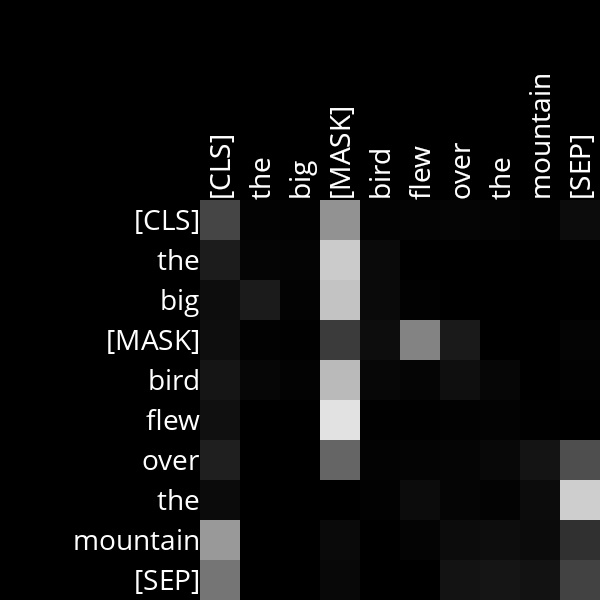 [CLS] the big [MASK] bird flew over the mountain [SEP]
[CLS]
the
big
[MASK]
bird
flew
over
the
mountain
[SEP]